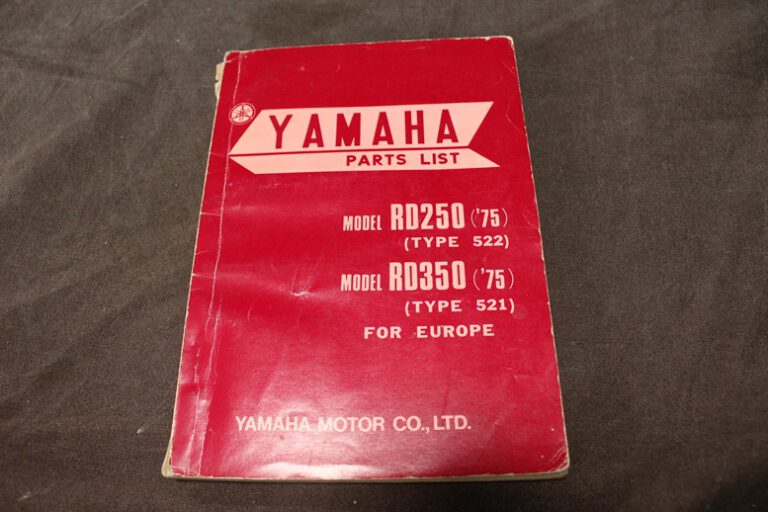 YAMAHA
PARTS LIST
MODEL RD250 ('75)
(TYPE 522)
MODEL RD350 ('75)
(TYPE 521)
FOR EUROPE
YAMAHA MOTOR CO., LTD.